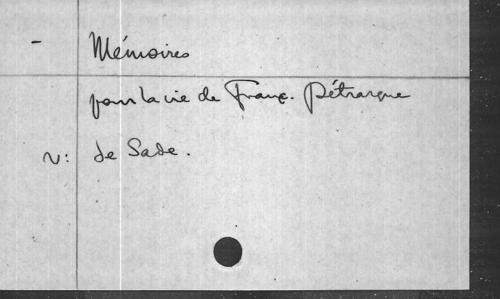 - Mémoires
pour la vie de Franç. Pétrarque
v: de Sade.